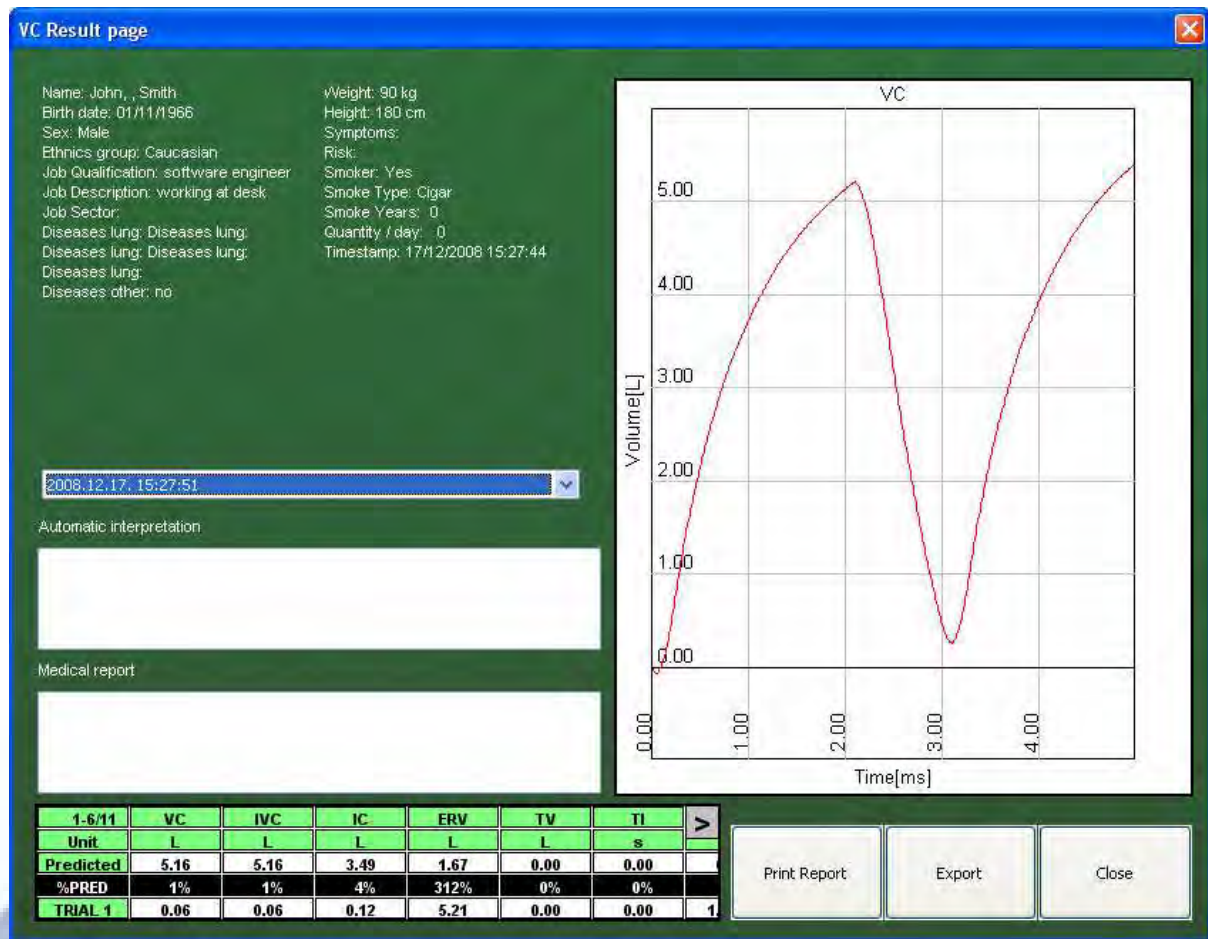 VC Result page
Name: John, , Smith
Birth date: 01/11/1966
Sex: Male
Ethnics group: Caucasian
Job Qualification: software engineer
Job Description: working at desk
Job Sector:
Diseases lung: Diseases lung:
Diseases lung: Diseases lung:
Diseases lung:
Diseases other: no
Weight: 90 kg
Height: 180 cm
Symptoms:
Risk:
Smoker: Yes
Smoke Type: Cigar
Smoke Years: 0
Quantity / day: 0
Timestamp: 17/12/2008 15:27:44
2008.12.17. 15:27:51
Automatic interpretation
Medical report
VC
Volume[L]
5.00
4.00
3.00
2.00
1.00
0.00
0.00 1.00 2.00 3.00 4.00
Time[ms]
1-6/11 VC IVC IC ERV TV TI >
Unit L L L L L s
Predicted 5.16 5.16 3.49 1.67 0.00 0.00
%PRED 1% 1% 4% 312% 0% 0%
TRIAL 1 0.06 0.06 0.12 5.21 0.00 0.00 1.
Print Report
Export
Close